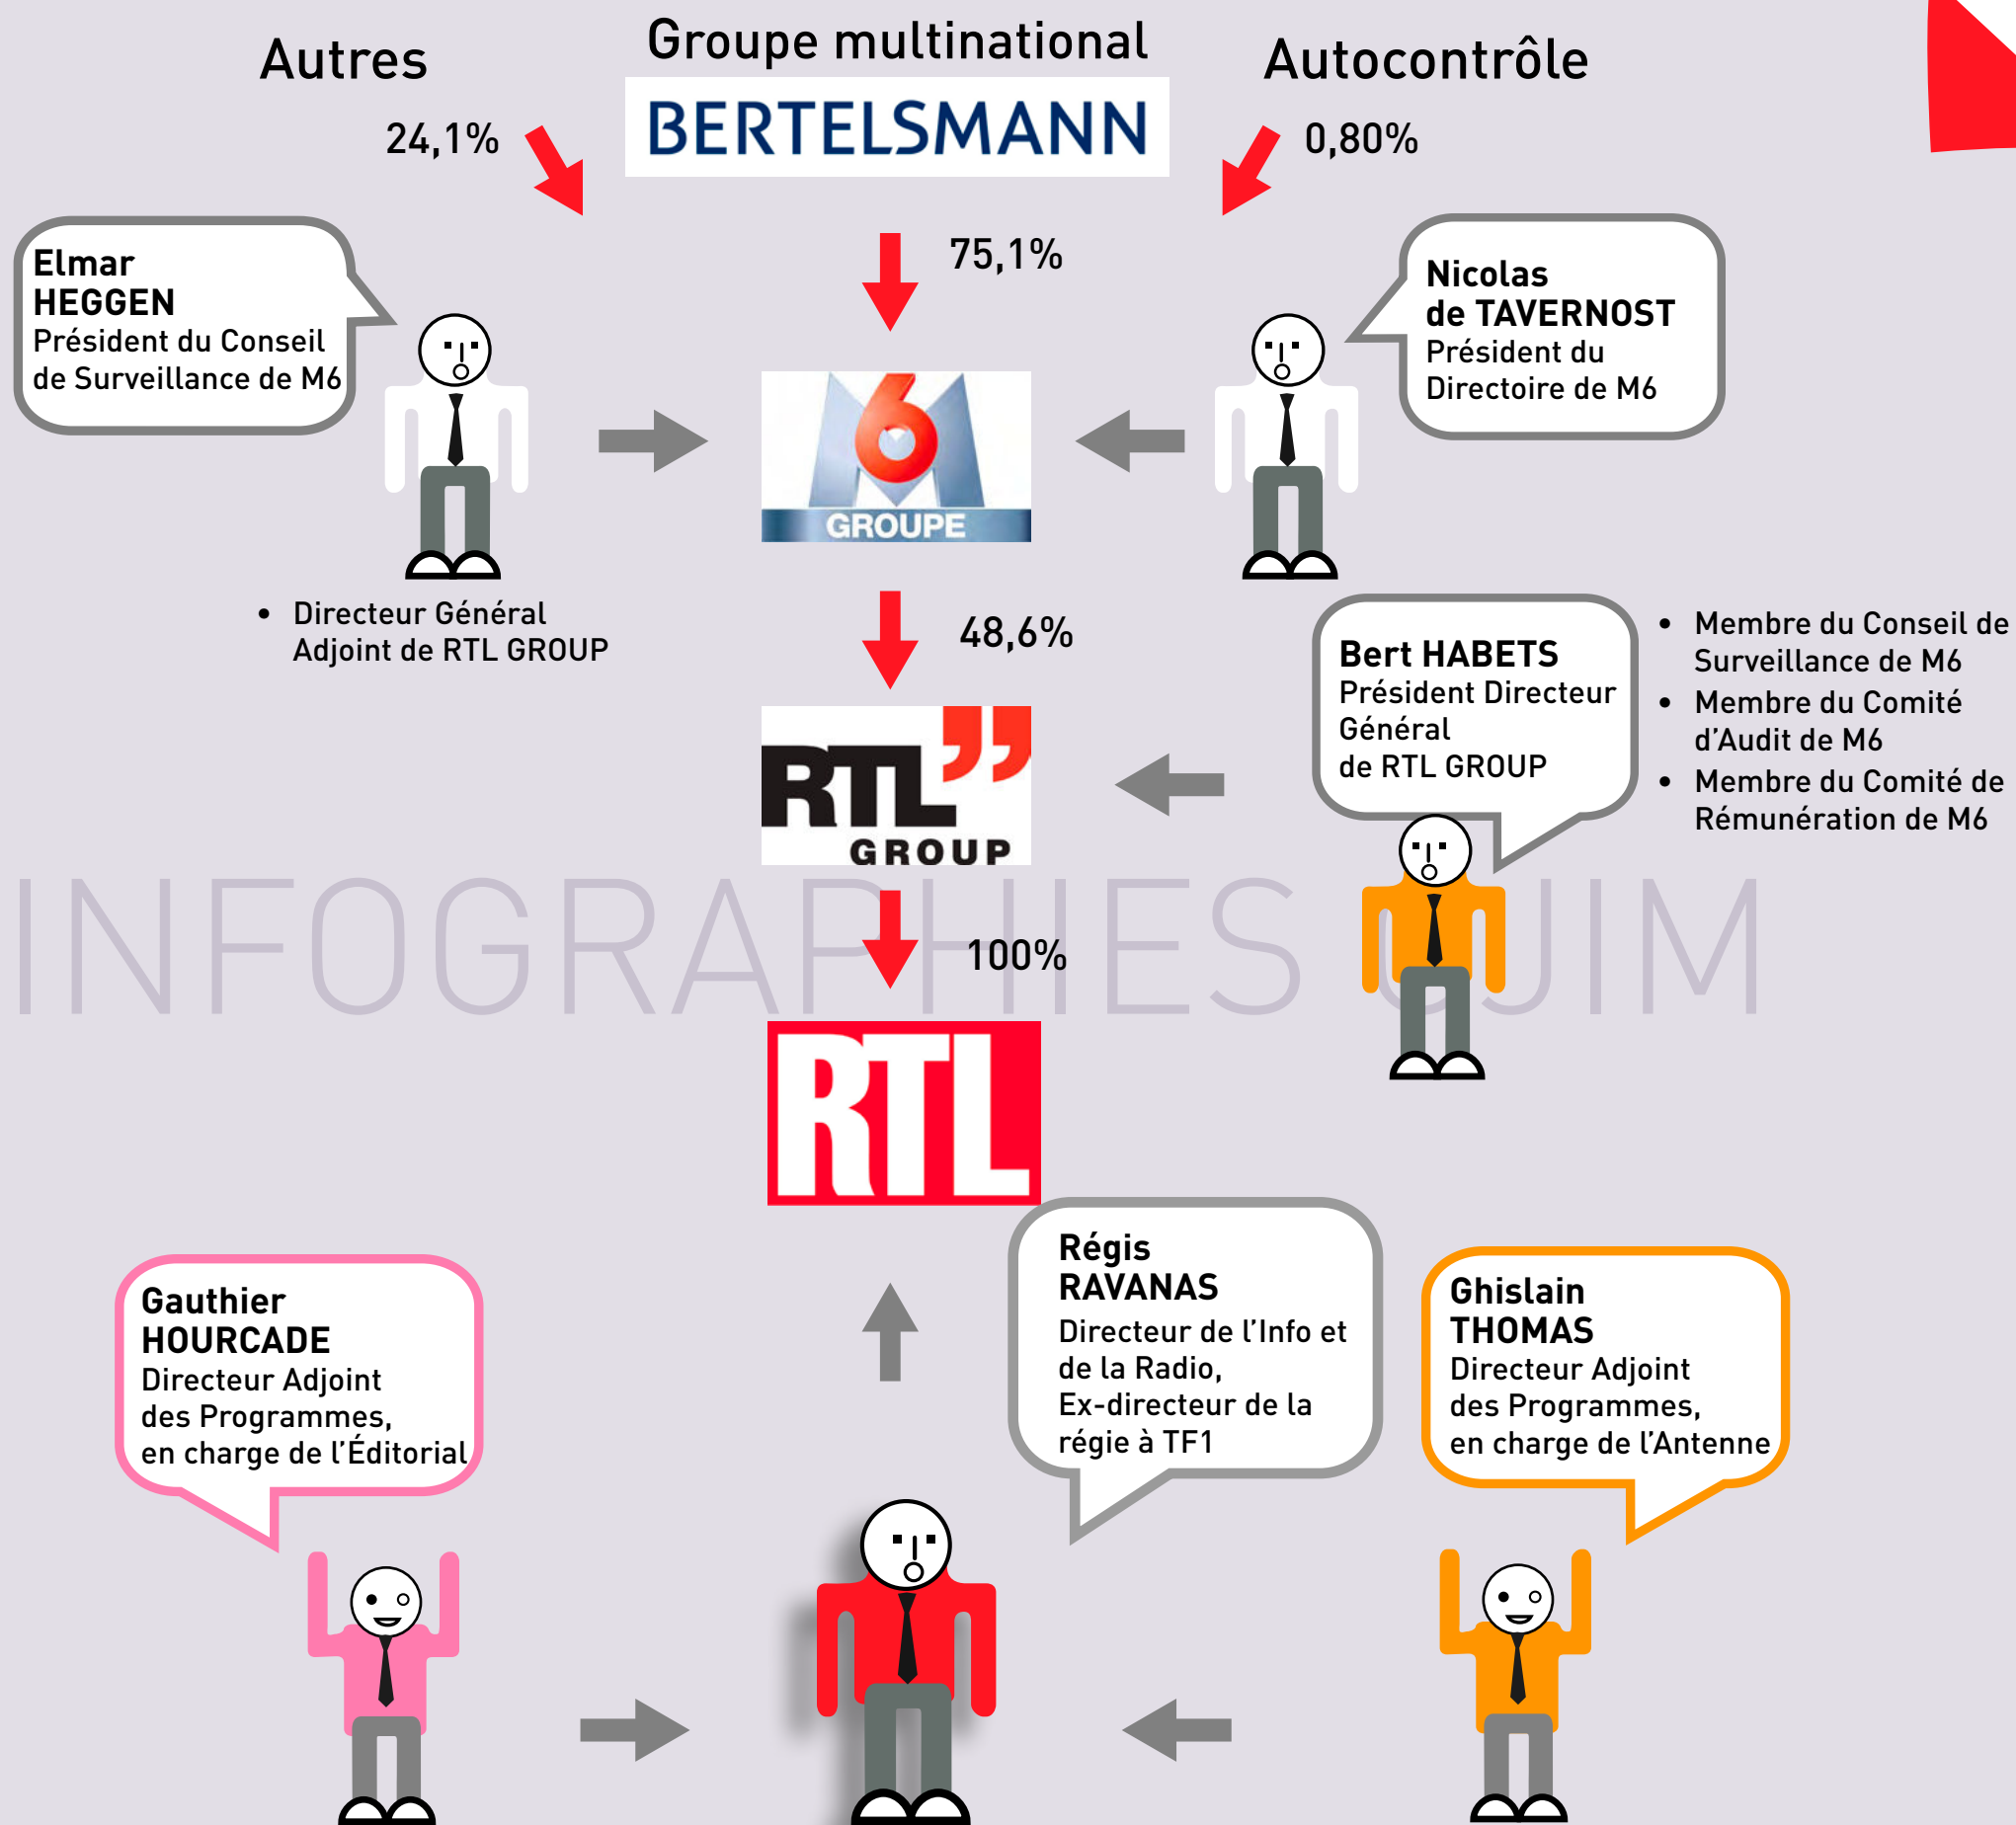 Autres
Groupe multinational
Autocontrôle
BERTELSMANN
24,1%
0,80%
75,1%
Elmar
HEGGEN
Président du Conseil
de Surveillance de M6
Nicolas
de TAVERNOST
Président du
Directoire de M6
M6
GROUPE
• Directeur Général
Adjoint de RTL GROUP
48,6%
Bert HABETS
Président Directeur
Général
de RTL GROUP
• Membre du Conseil de
Surveillance de M6
• Membre du Comité
d'Audit de M6
• Membre du Comité de
Rémunération de M6
RTL
GROUP
INFOGRAPHIES OJIM
100%
RTL
Gauthier
HOURCADE
Directeur Adjoint
des Programmes,
en charge de l'Éditorial
Régis
RAVANAS
Directeur de l'Info et
de la Radio,
Ex-directeur de la
régie à TF1
Ghislain
THOMAS
Directeur Adjoint
des Programmes,
en charge de l'Antenne